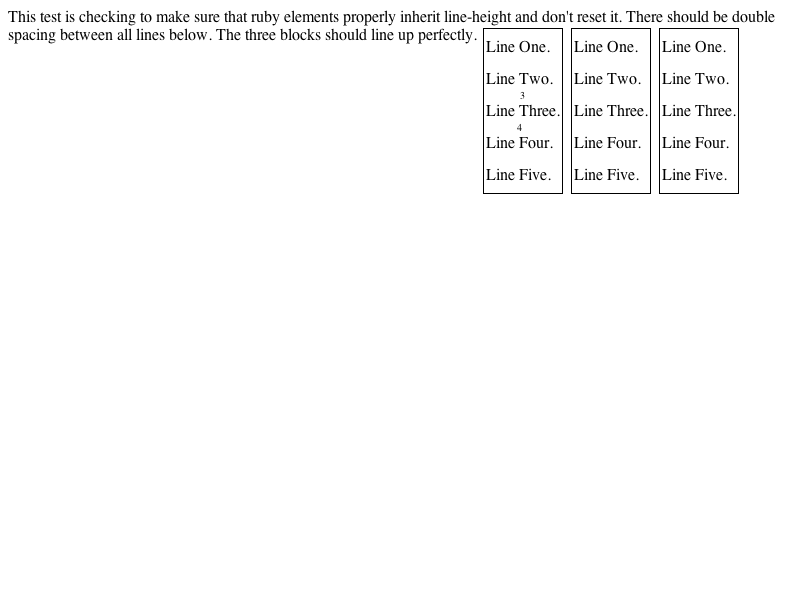 This test is checking to make sure that ruby elements properly inherit line-height and don't reset it. There should be double
spacing between all lines below. The three blocks should line up perfectly.
Line One.
Line Two.
3
Line Three.
4
Line Four.
Line Five.
Line One.
Line Two.
Line Three.
Line Four.
Line Five.
Line One.
Line Two.
Line Three.
Line Four.
Line Five.